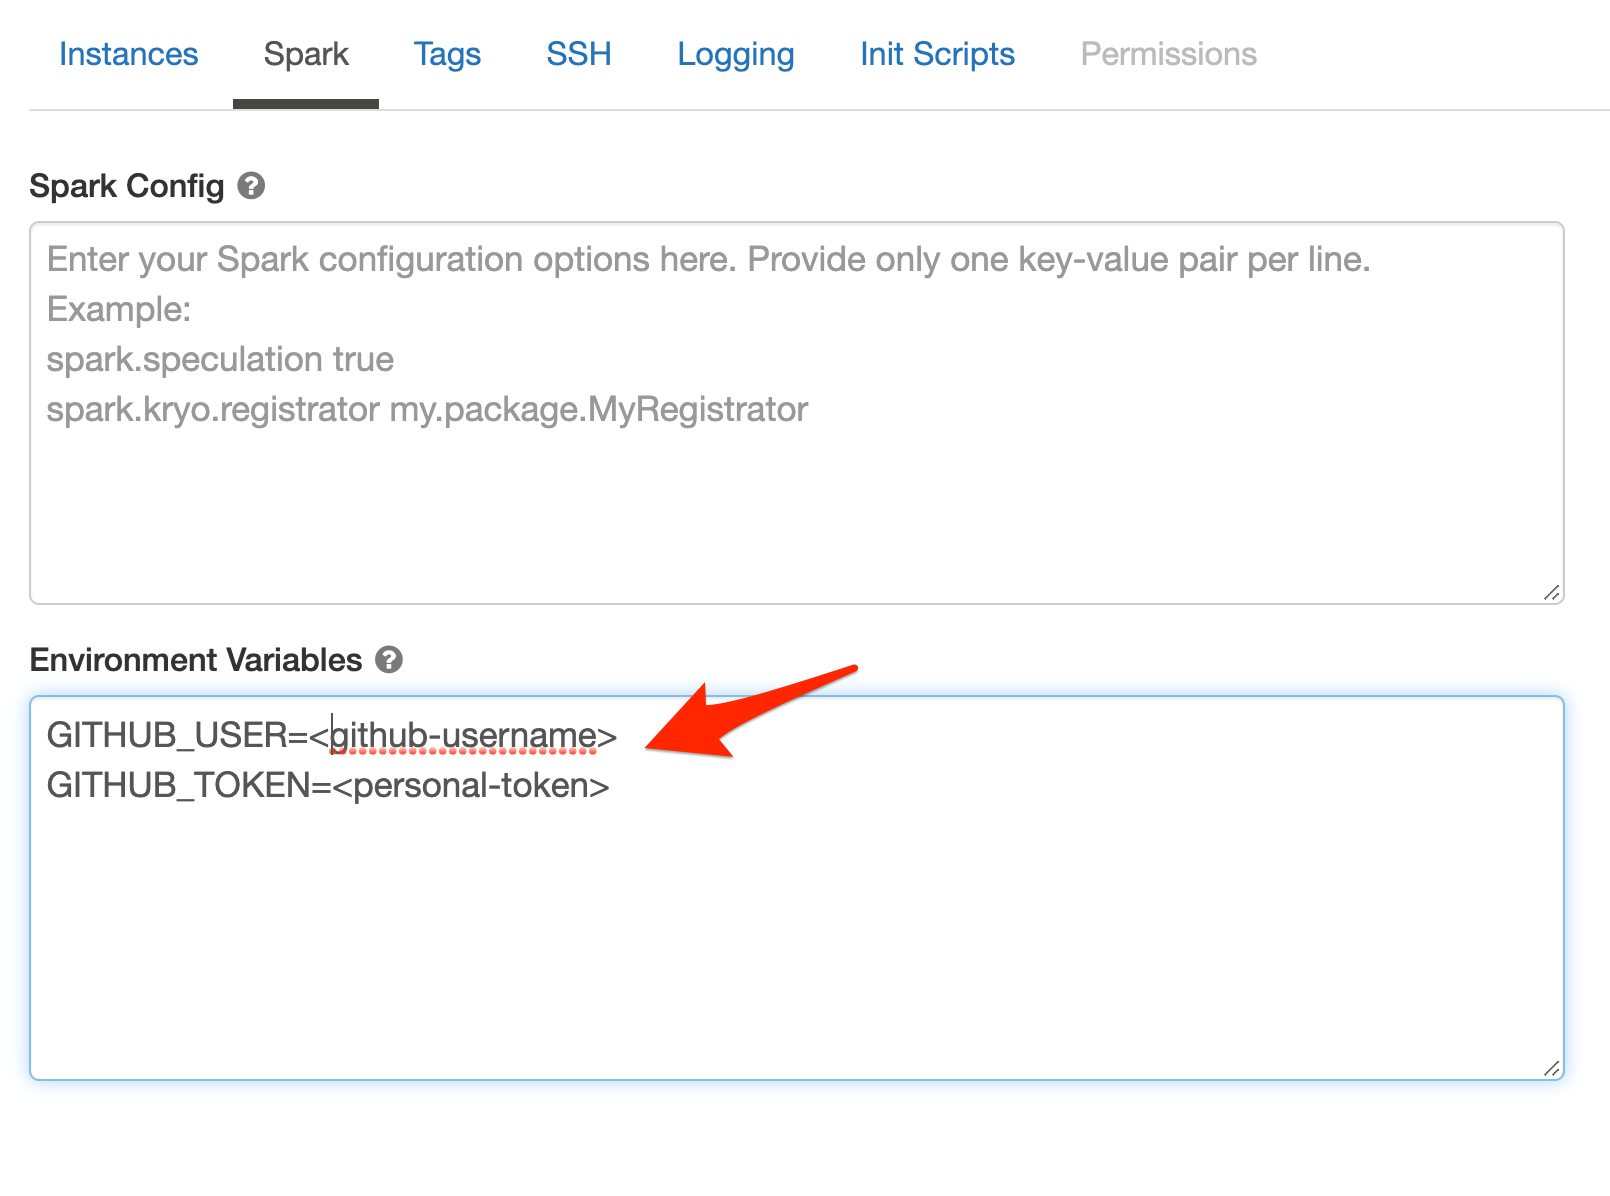 Instances Spark Tags SSH Logging Init Scripts Permissions
Spark Config ?
Enter your Spark configuration options here. Provide only one key-value pair per line.
Example:
spark.speculation true
spark.kryo.registrator my.package.MyRegistrator
Environment Variables ?
GITHUB_USER=<github-username>
GITHUB_TOKEN=<personal-token>